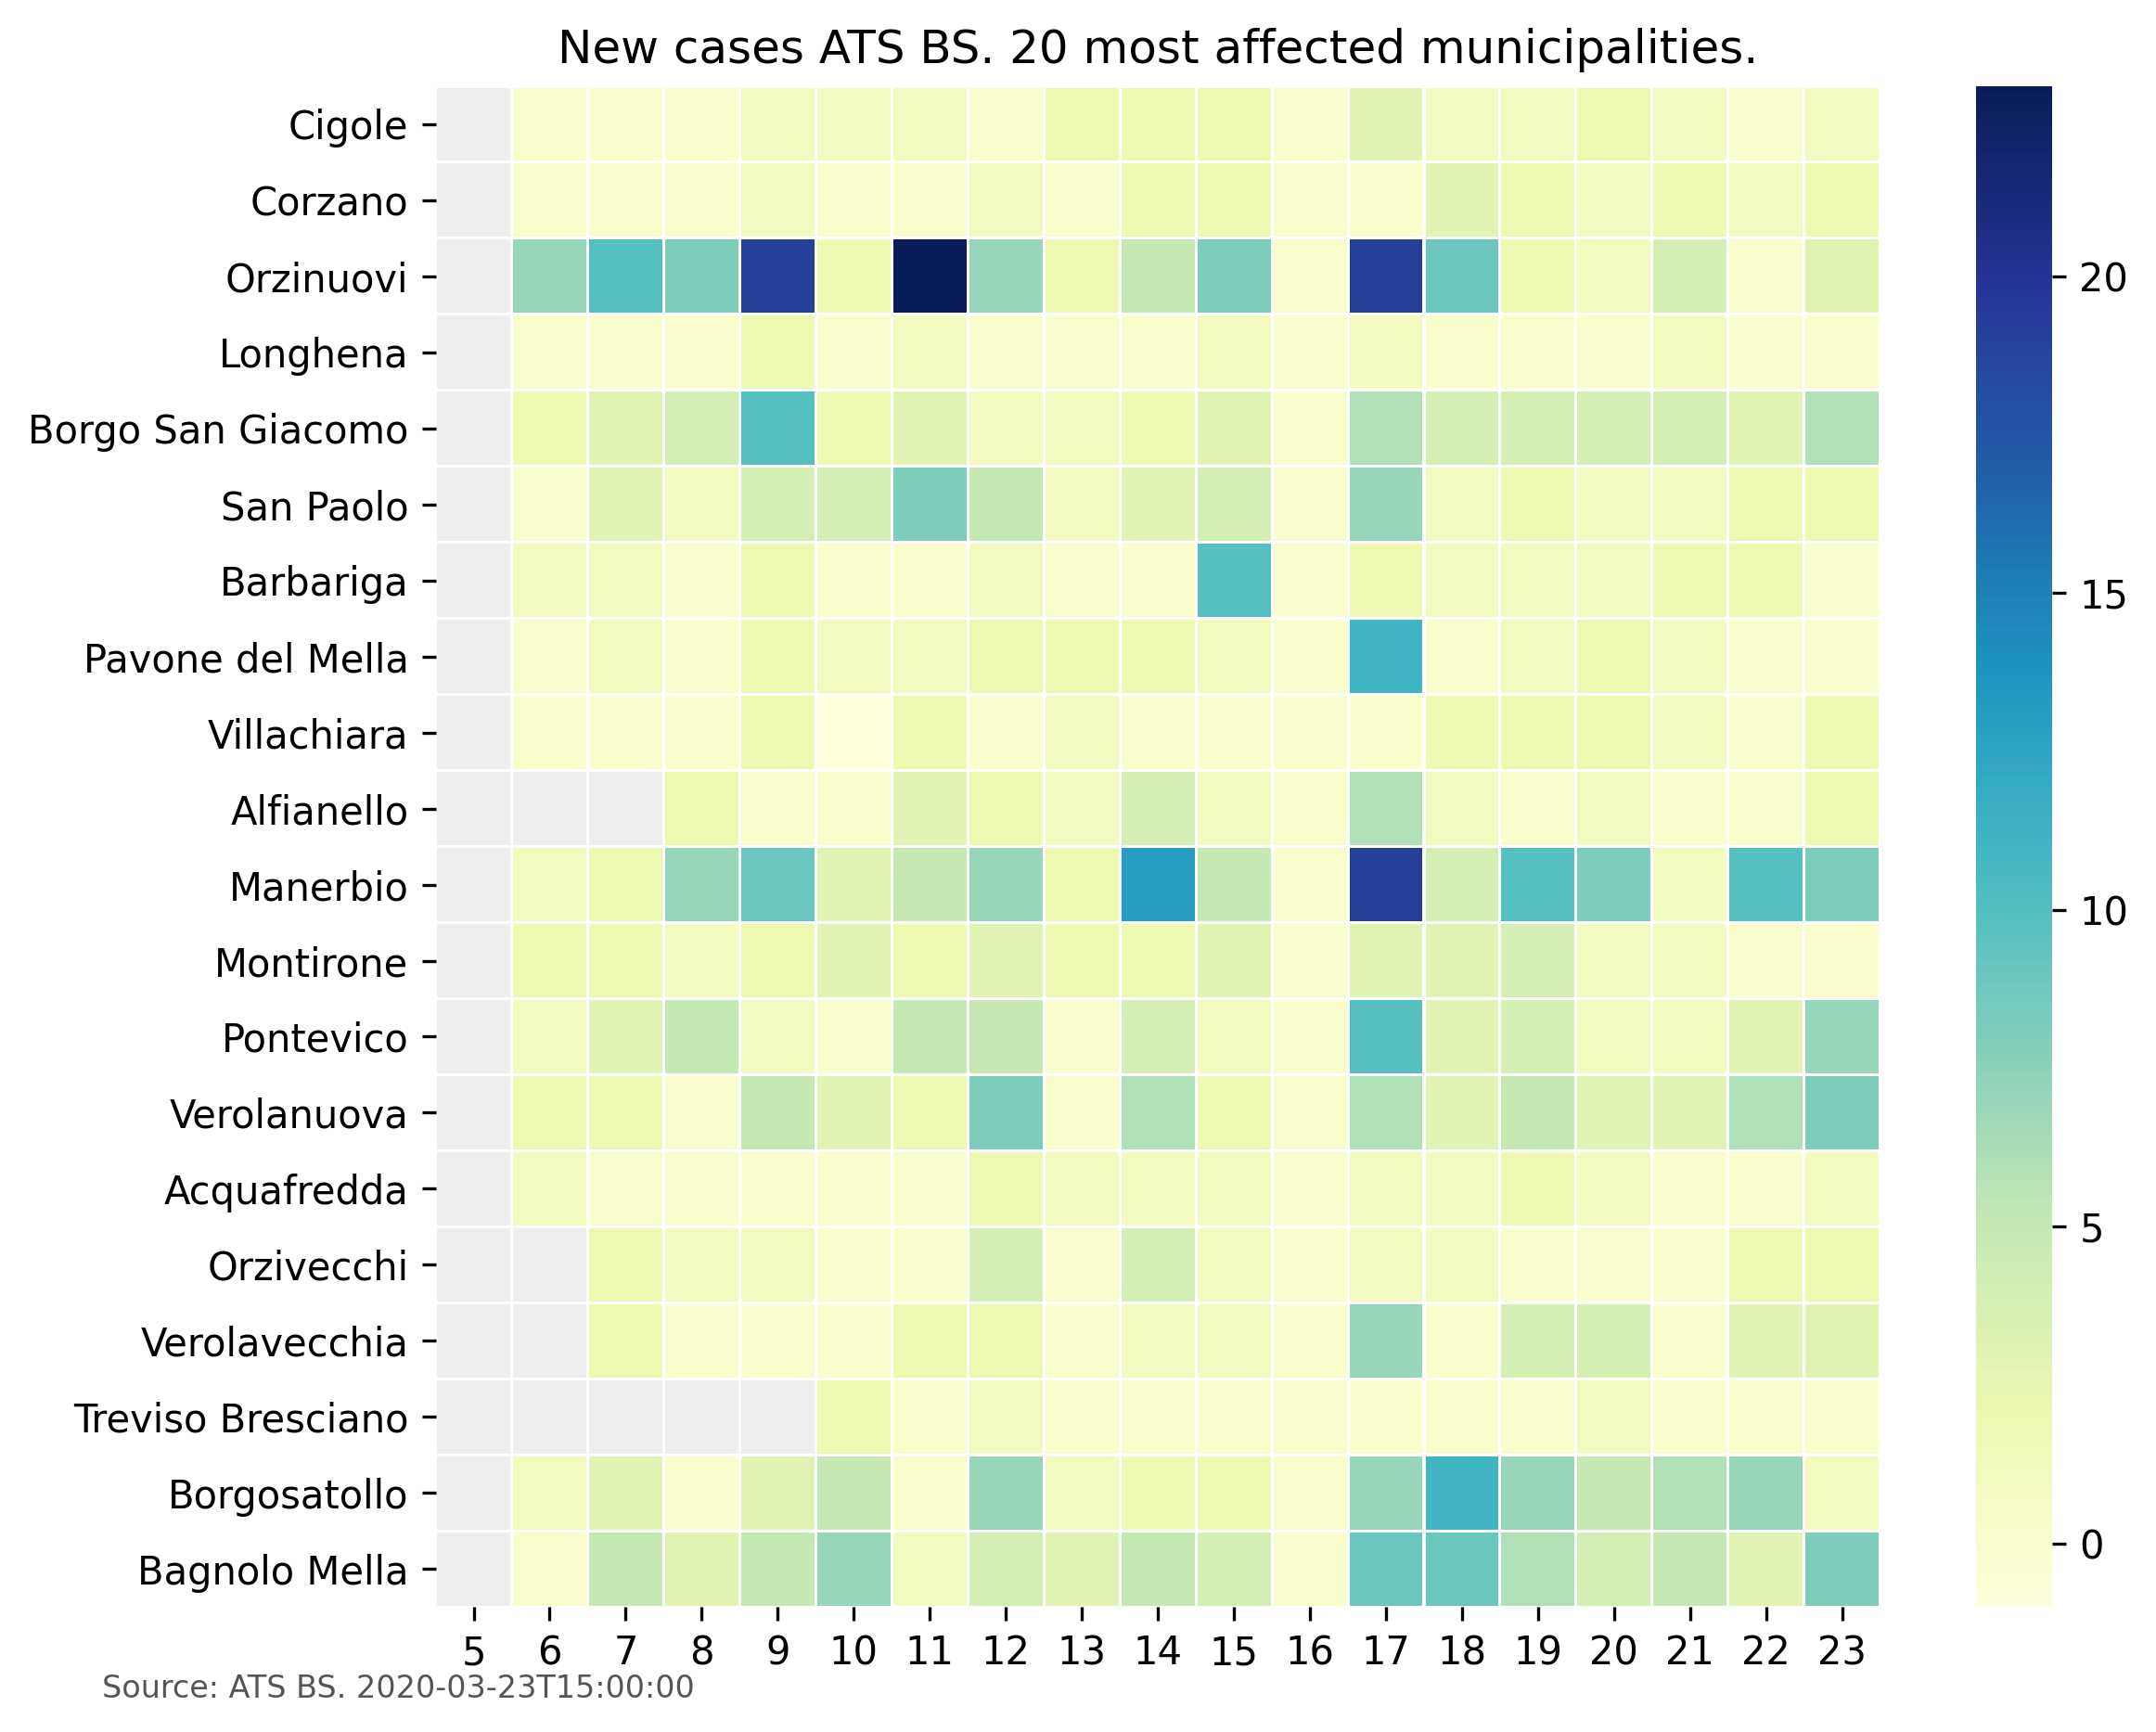 New cases ATS BS. 20 most affected municipalities.
Cigole
Corzano
Orzinuovi
Longhena
Borgo San Giacomo
San Paolo
Barbariga
Pavone del Mella
Villachiara
Alfianello
Manerbio
Montirone
Pontevico
Verolanuova
Acquafredda
Orzivecchi
Verolavecchia
Treviso Bresciano
Borgosatollo
Bagnolo Mella
5 6 7 8 9 10 11 12 13 14 15 16 17 18 19 20 21 22 23
20
15
10
5
0
Source: ATS BS. 2020-03-23T15:00:00